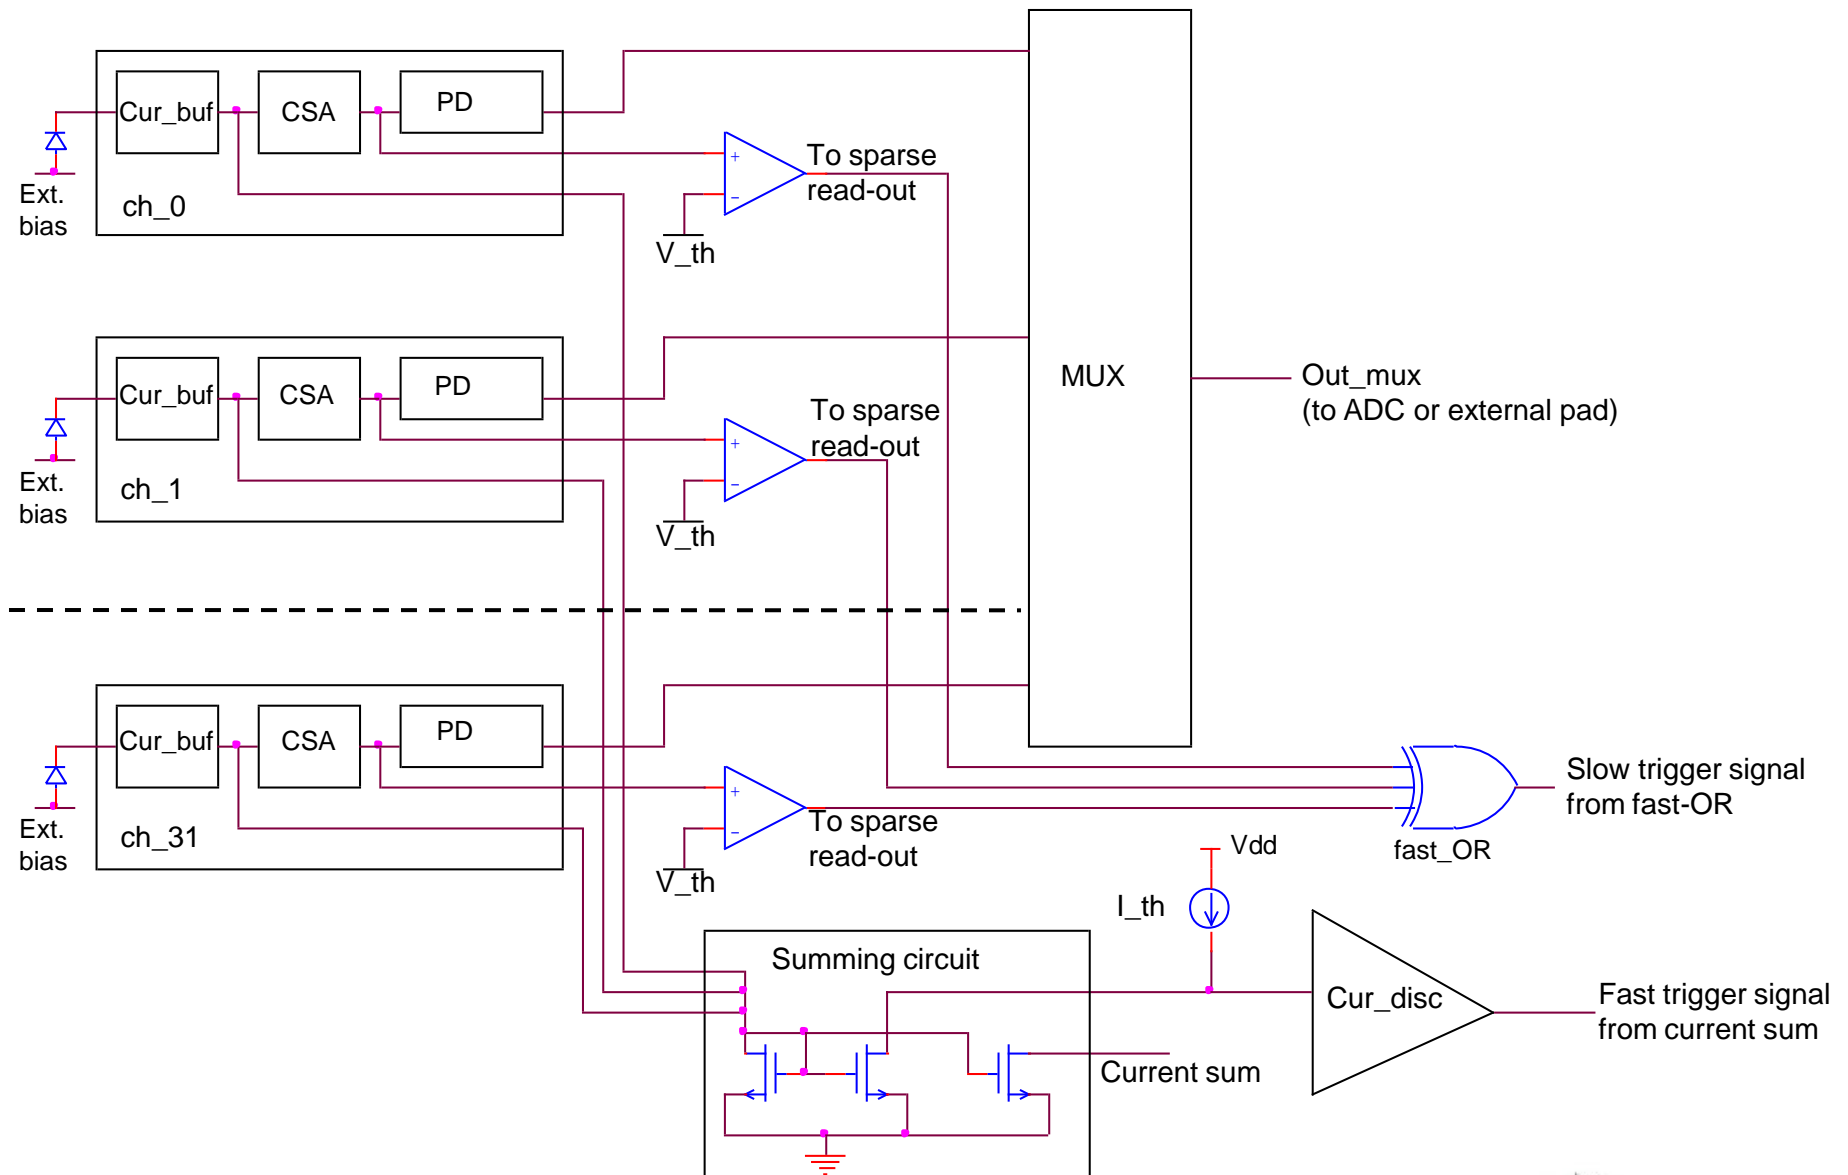 Cur_buf
CSA
PD
Ext.
bias
ch_0
+
−
To sparse
read-out
V_th
Cur_buf
CSA
PD
Ext.
bias
ch_1
+
−
To sparse
read-out
V_th
MUX
Out_mux
(to ADC or external pad)
Cur_buf
CSA
PD
Ext.
bias
ch_31
+
−
To sparse
read-out
V_th
Slow trigger signal
from fast-OR
fast_OR
Vdd
I_th
Summing circuit
Cur_disc
Fast trigger signal
from current sum
Current sum